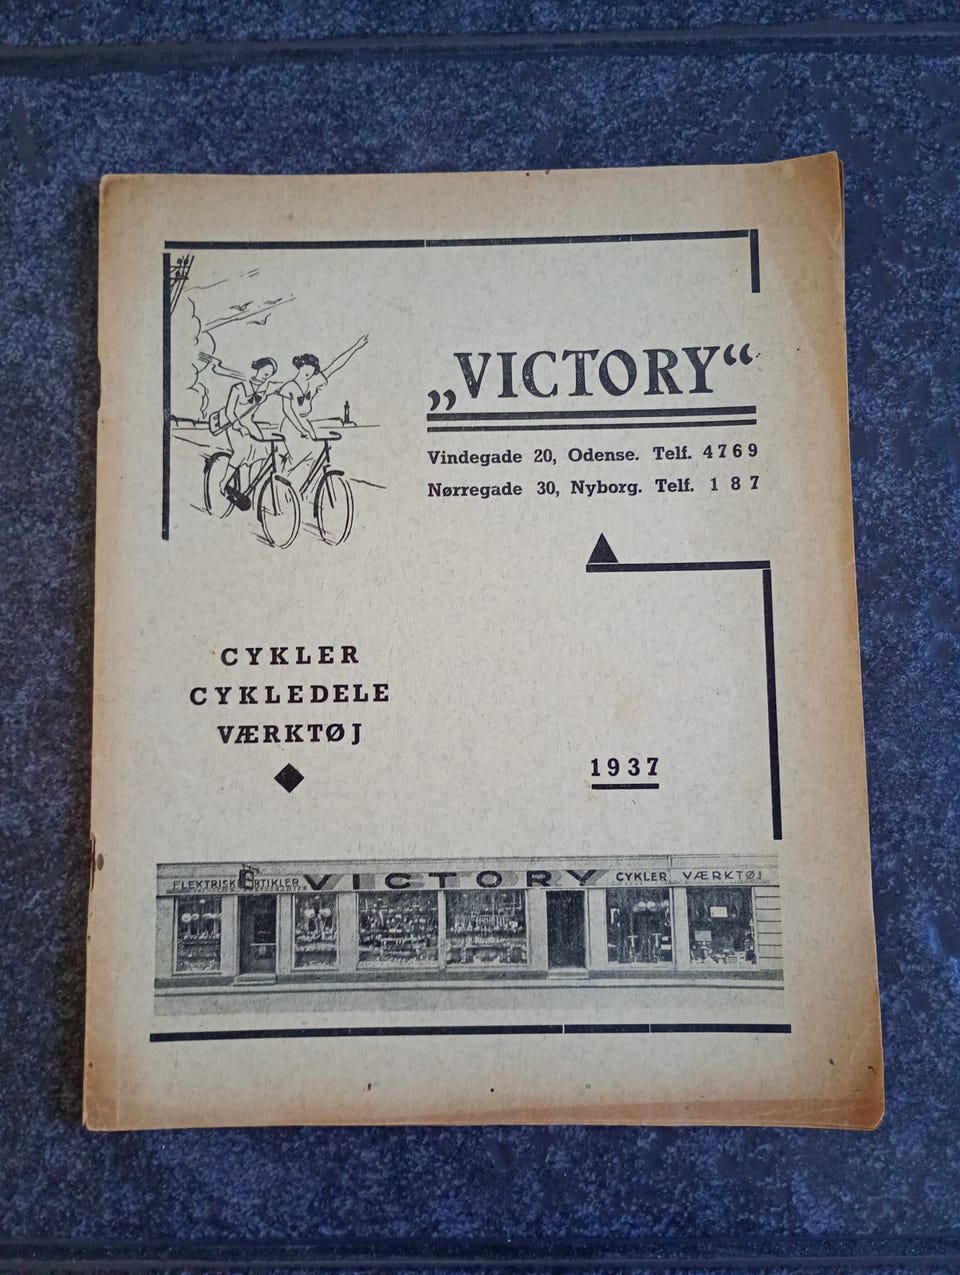 „VICTORY“
Vindegade 20, Odense. Telf. 4769
Nørregade 30, Nyborg. Telf. 187
CYKLER
CYKLEDELE
VÆRKTØJ
1937
ELEKTRISK ARTIKLER VICTORY CYKLER VÆRKTØJ